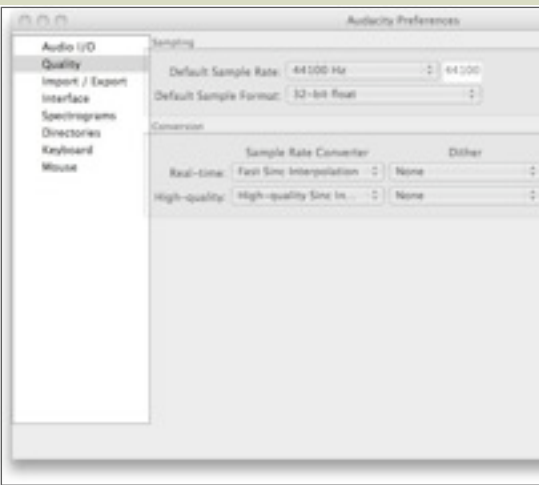 Audacity Preferences
Audio I/O
Quality
Import / Export
Interface
Spectrograms
Directories
Keyboard
Mouse
Sampling
Default Sample Rate: 44100 Hz 44100
Default Sample Format: 32-bit float
Conversion
Sample Rate Converter Dither
Real-time: Fast Sinc Interpolation None
High-quality: High-quality Sinc In... None